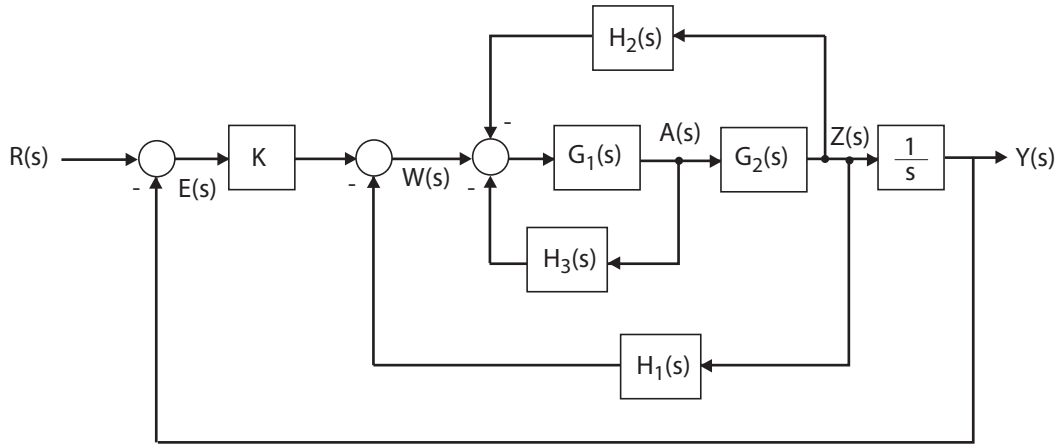 H2(s)
-
A(s)
Z(s)
R(s)
K
G1(s)
G2(s)
1
s
Y(s)
-
E(s)
-
W(s)
-
H3(s)
H1(s)